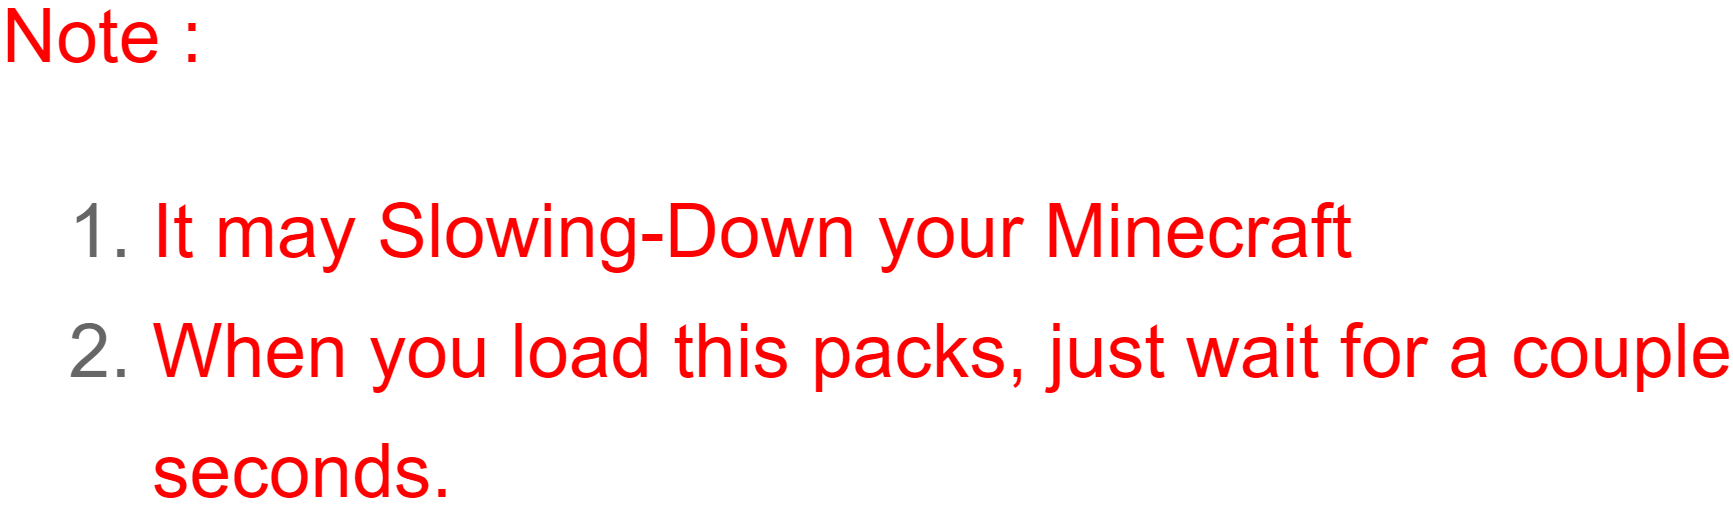 Note :
1. It may Slowing-Down your Minecraft
2. When you load this packs, just wait for a couple
seconds.